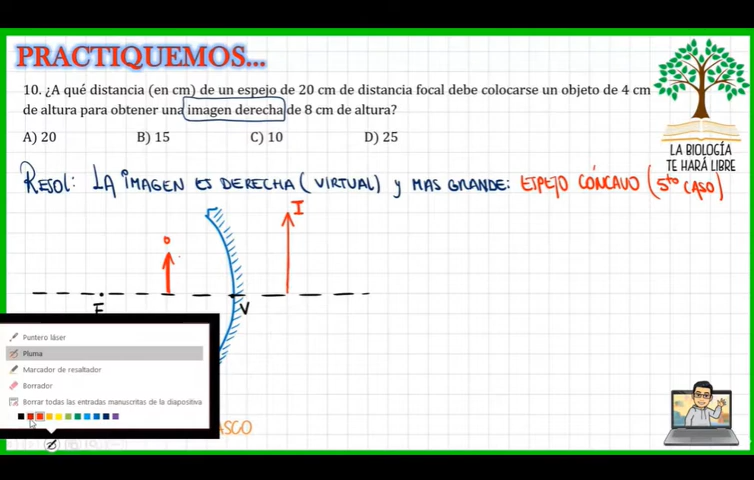 PRACTIQUEMOS...
10. ¿A qué distancia (en cm) de un espejo de 20 cm de distancia focal debe colocarse un objeto de 4 cm
de altura para obtener una imagen derecha de 8 cm de altura?
A) 20 B) 15 C) 10 D) 25
LA BIOLOGÍA
TE HARÁ LIBRE
RESOL: LA IMAGEN ES DERECHA (VIRTUAL) Y MAS GRANDE: ESPEJO CÓNCAVO (5to CASO)
I
O
F
V
Puntero láser
Pluma
Marcador de resaltador
Borrador
Borrar todas las entradas manuscritas de la diapositiva
ASCO